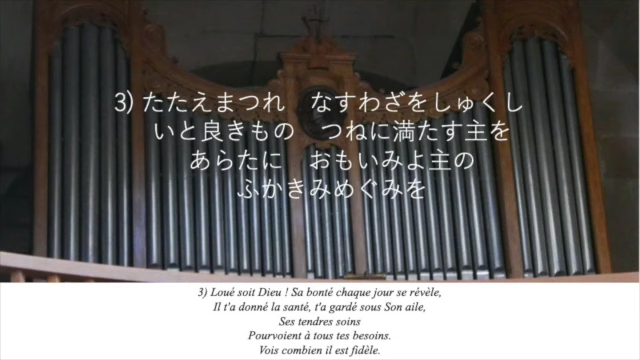 3) たたえまつれ　なすわざをしゅくし
いと良きもの　つねに満たす主を
あらたに　おもいみよ主の
ふかきみめぐみを
3) Loué soit Dieu ! Sa bonté chaque jour se révèle,
Il t'a donné la santé, t'a gardé sous Son aile,
Ses tendres soins
Pourvoient à tous tes besoins.
Vois combien il est fidèle.